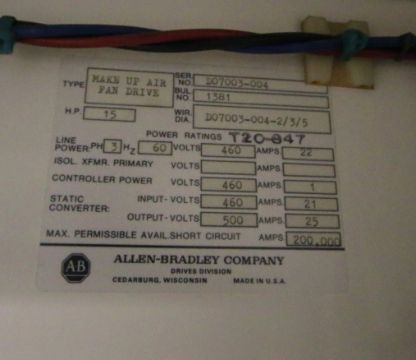 TYPE MAKE UP AIR FAN DRIVE SER. NO. D07003-004
BUL. NO. 1381
H.P. 15 WIR. DIA. D07003-004-2/3/5
POWER RATINGS T20-847
LINE POWER: PH 3 HZ 60 VOLTS 460 AMPS 22
ISOL. XFMR. PRIMARY VOLTS AMPS
CONTROLLER POWER VOLTS 460 AMPS 1
STATIC CONVERTER: INPUT-VOLTS 460 AMPS. 21
OUTPUT-VOLTS 500 AMPS. 25
MAX. PERMISSIBLE AVAIL. SHORT CIRCUIT AMPS. 200,000
AB ALLEN-BRADLEY COMPANY
DRIVES DIVISION
CEDARBURG, WISCONSIN MADE IN U.S.A.